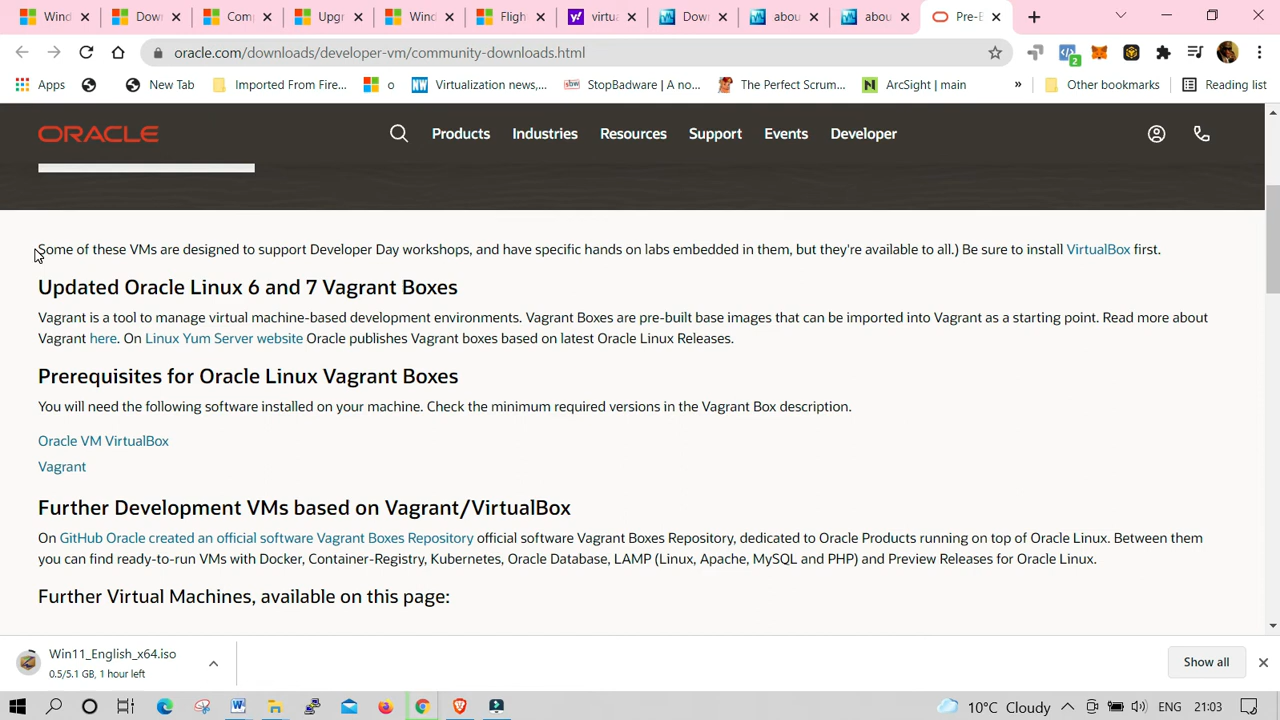 Wind
Dow
Com
Upgr
Wind
Fligh
virtua
Down
abou
abou
Pre-E
oracle.com/downloads/developer-vm/community-downloads.html
2
Apps
New Tab
Imported From Fire...
o
Virtualization news,...
StopBadware | A no...
The Perfect Scrum...
ArcSight | main
»
Other bookmarks
Reading list
ORACLE
Products
Industries
Resources
Support
Events
Developer
Some of these VMs are designed to support Developer Day workshops, and have specific hands on labs embedded in them, but they're available to all.) Be sure to install VirtualBox first.
Updated Oracle Linux 6 and 7 Vagrant Boxes
Vagrant is a tool to manage virtual machine-based development environments. Vagrant Boxes are pre-built base images that can be imported into Vagrant as a starting point. Read more about
Vagrant here. On Linux Yum Server website Oracle publishes Vagrant boxes based on latest Oracle Linux Releases.
Prerequisites for Oracle Linux Vagrant Boxes
You will need the following software installed on your machine. Check the minimum required versions in the Vagrant Box description.
Oracle VM VirtualBox
Vagrant
Further Development VMs based on Vagrant/VirtualBox
On GitHub Oracle created an official software Vagrant Boxes Repository official software Vagrant Boxes Repository, dedicated to Oracle Products running on top of Oracle Linux. Between them
you can find ready-to-run VMs with Docker, Container-Registry, Kubernetes, Oracle Database, LAMP (Linux, Apache, MySQL and PHP) and Preview Releases for Oracle Linux.
Further Virtual Machines, available on this page:
Win11_English_x64.iso
0.5/5.1 GB, 1 hour left
Show all
10°C Cloudy
ENG
21:03